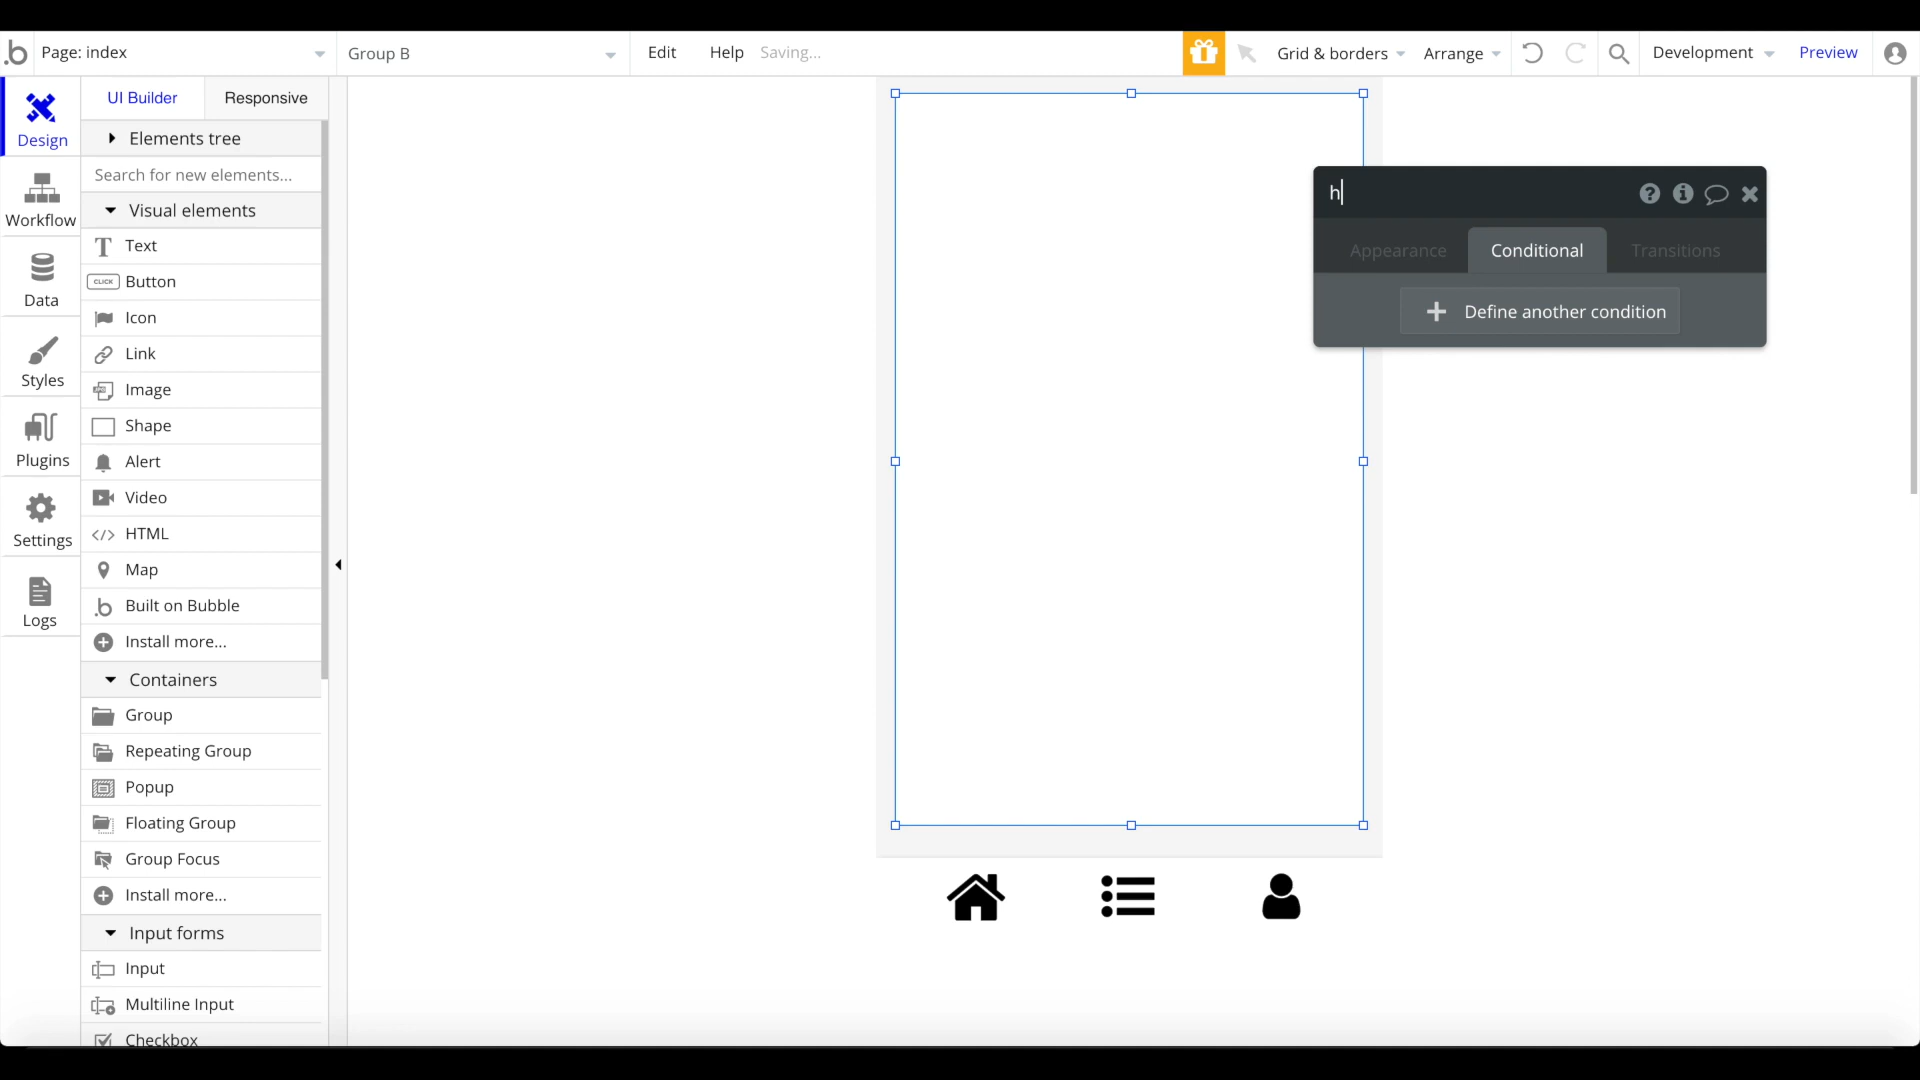 Page: index
Group B
Edit
Help
Saving...
Grid & borders
Arrange
Development
Preview
Design
Workflow
Data
Styles
Plugins
Settings
Logs
UI Builder
Responsive
Elements tree
Search for new elements...
Visual elements
Text
CLICK
Button
Icon
Link
Image
Shape
Alert
Video
HTML
Map
Built on Bubble
Install more...
Containers
Group
Repeating Group
Popup
Floating Group
Group Focus
Install more...
Input forms
Input
Multiline Input
Checkbox
h
Appearance
Conditional
Transitions
Define another condition